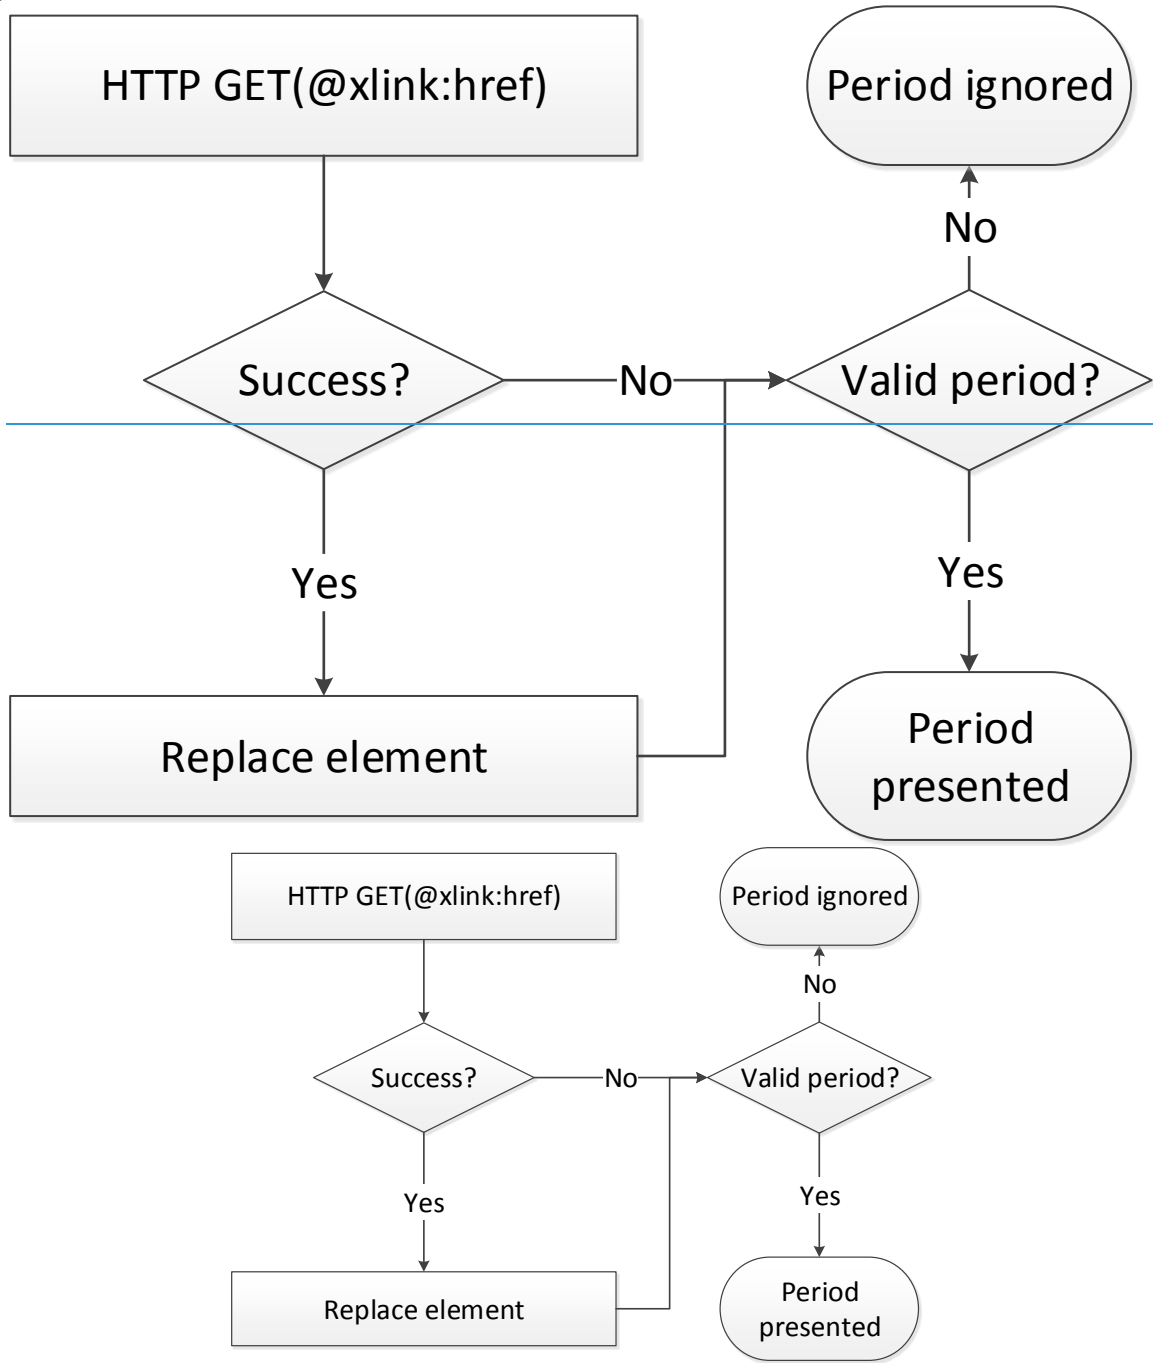 HTTP GET(@xlink:href)
Period ignored
No
Success?
No
Valid period?
Yes
Yes
Replace element
Period
presented
HTTP GET(@xlink:href)
Period ignored
No
Success?
No
Valid period?
Yes
Yes
Replace element
Period
presented